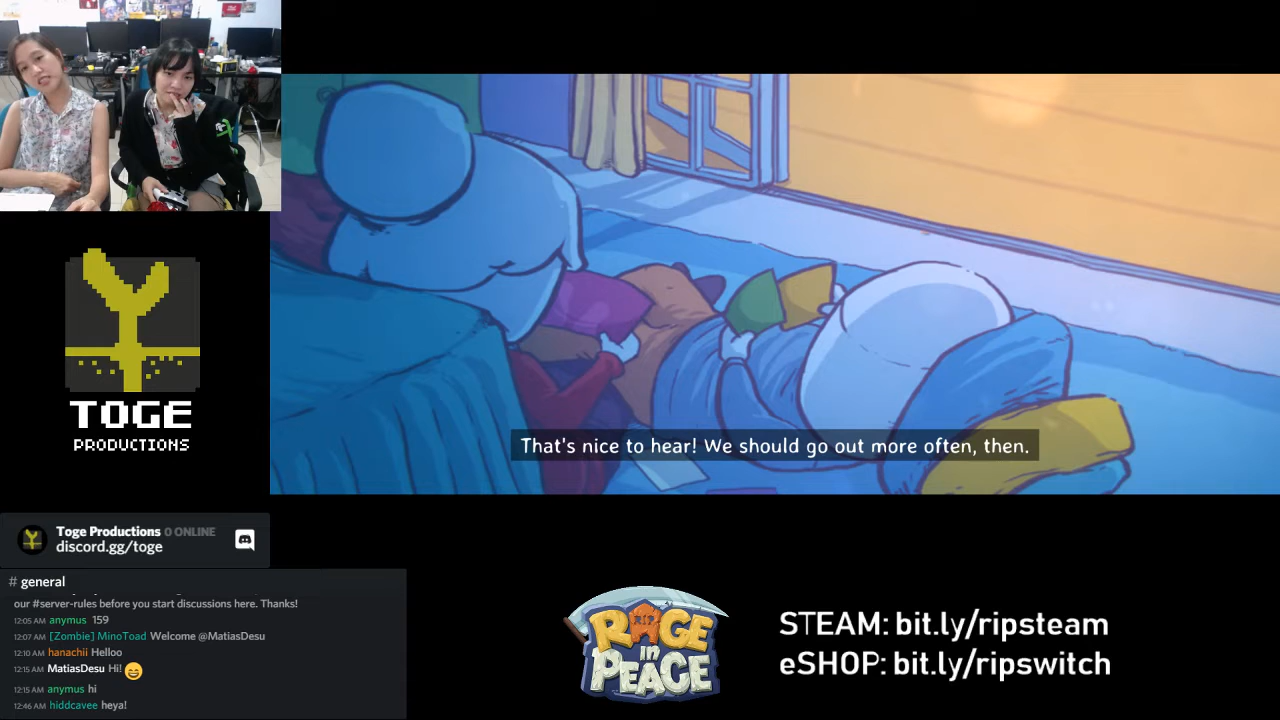 That's nice to hear! We should go out more often, then.
TOGE
PRODUCTIONS
Toge Productions 0 ONLINE
discord.gg/toge
# general
our #server-rules before you start discussions here. Thanks!
12:05 AM anymus 159
12:07 AM [Zombie] MinoToad Welcome @MatiasDesu
12:10 AM hanachii Helloo
12:15 AM MatiasDesu Hi! 😄
12:15 AM anymus hi
12:46 AM hiddcavee heya!
RIP
RAGE
in
PEACE
STEAM: bit.ly/ripsteam
eSHOP: bit.ly/ripswitch